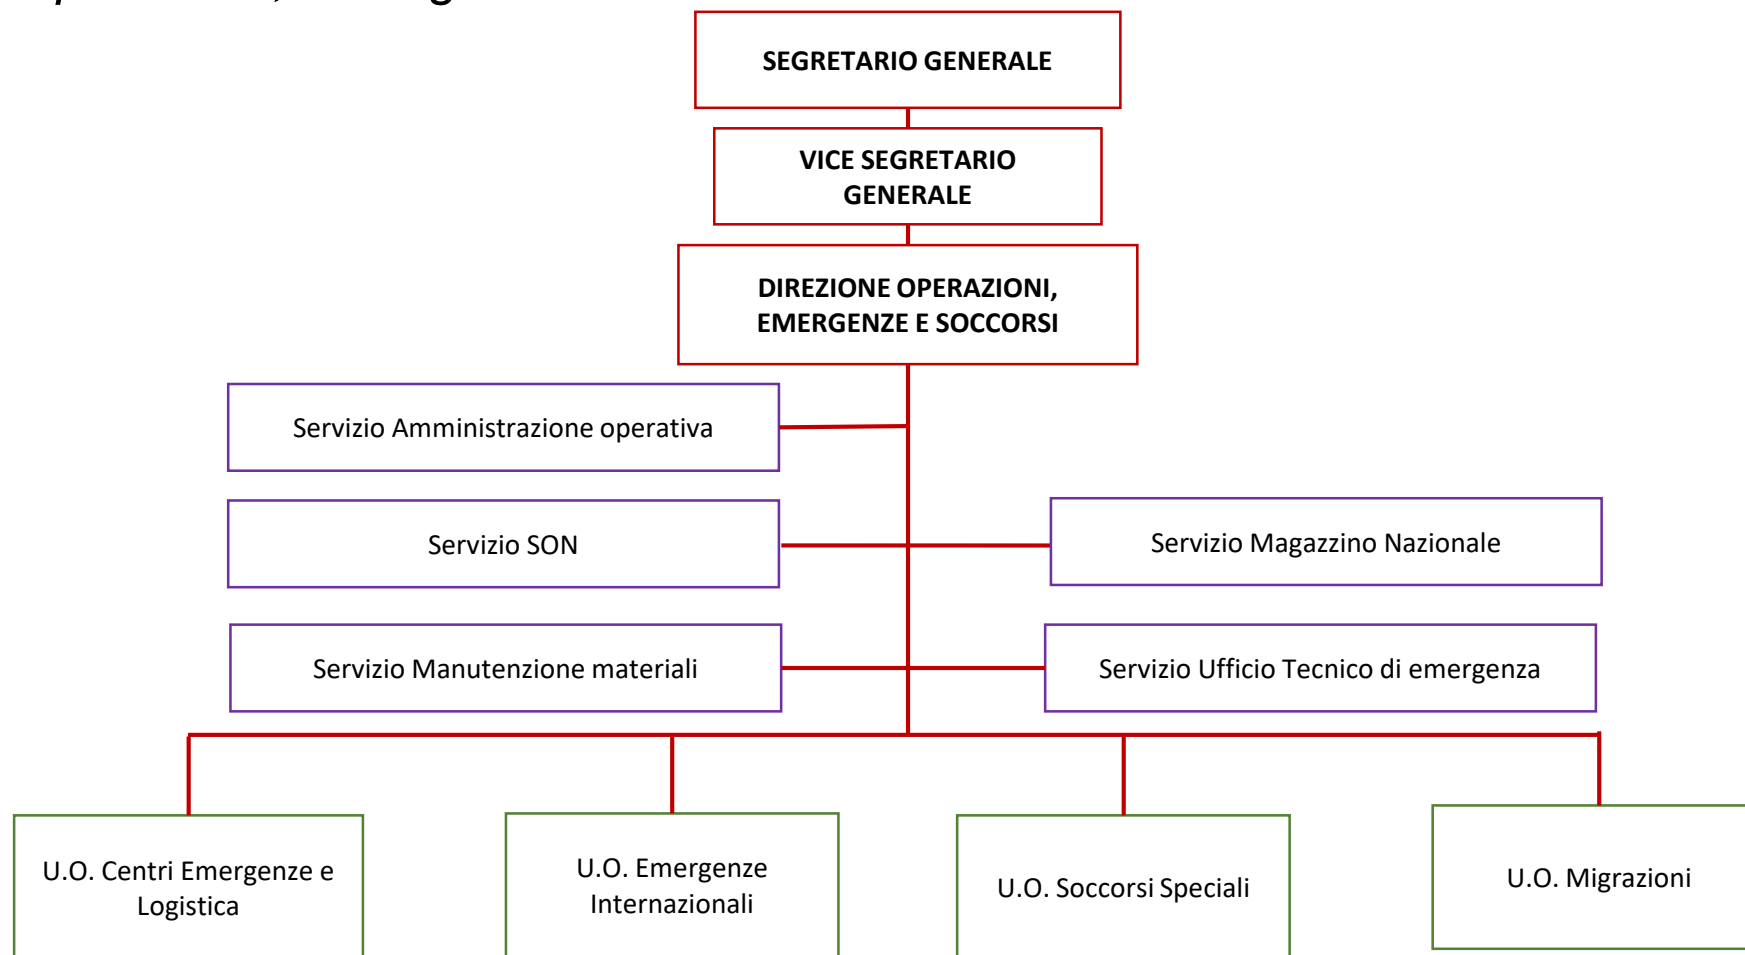 SEGRETARIO GENERALE
VICE SEGRETARIO
GENERALE
DIREZIONE OPERAZIONI,
EMERGENZE E SOCCORSI
Servizio Amministrazione operativa
Servizio SON
Servizio Magazzino Nazionale
Servizio Manutenzione materiali
Servizio Ufficio Tecnico di emergenza
U.O. Centri Emergenze e
Logistica
U.O. Emergenze
Internazionali
U.O. Soccorsi Speciali
U.O. Migrazioni